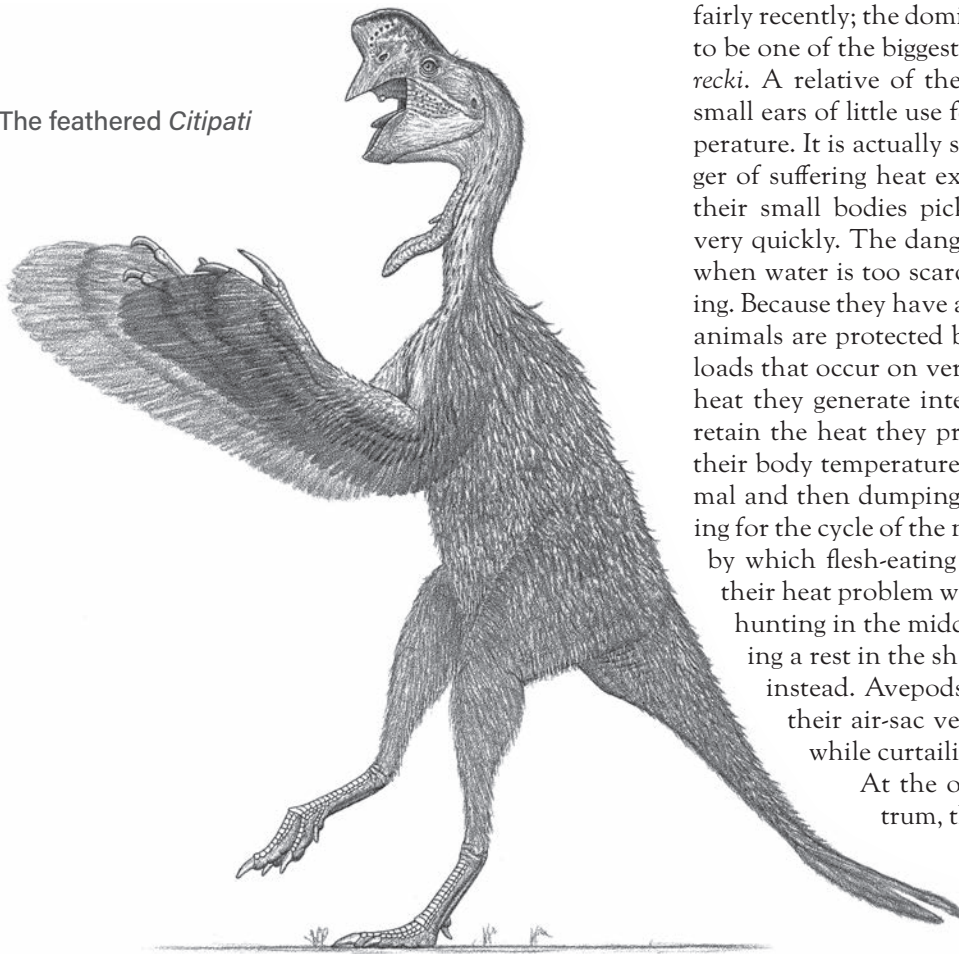 The feathered Citipati
fairly recently; the domi
to be one of the biggest
recki. A relative of the
small ears of little use f
perature. It is actually s
ger of suffering heat ex
their small bodies pick
very quickly. The dang
when water is too scarc
ing. Because they have a
animals are protected b
loads that occur on ver
heat they generate inte
retain the heat they pr
their body temperature
mal and then dumping
ing for the cycle of the n
by which flesh-eating
their heat problem w
hunting in the midd
ing a rest in the sh
instead. Avepods
their air-sac ve
while curtaili
At the o
trum, t